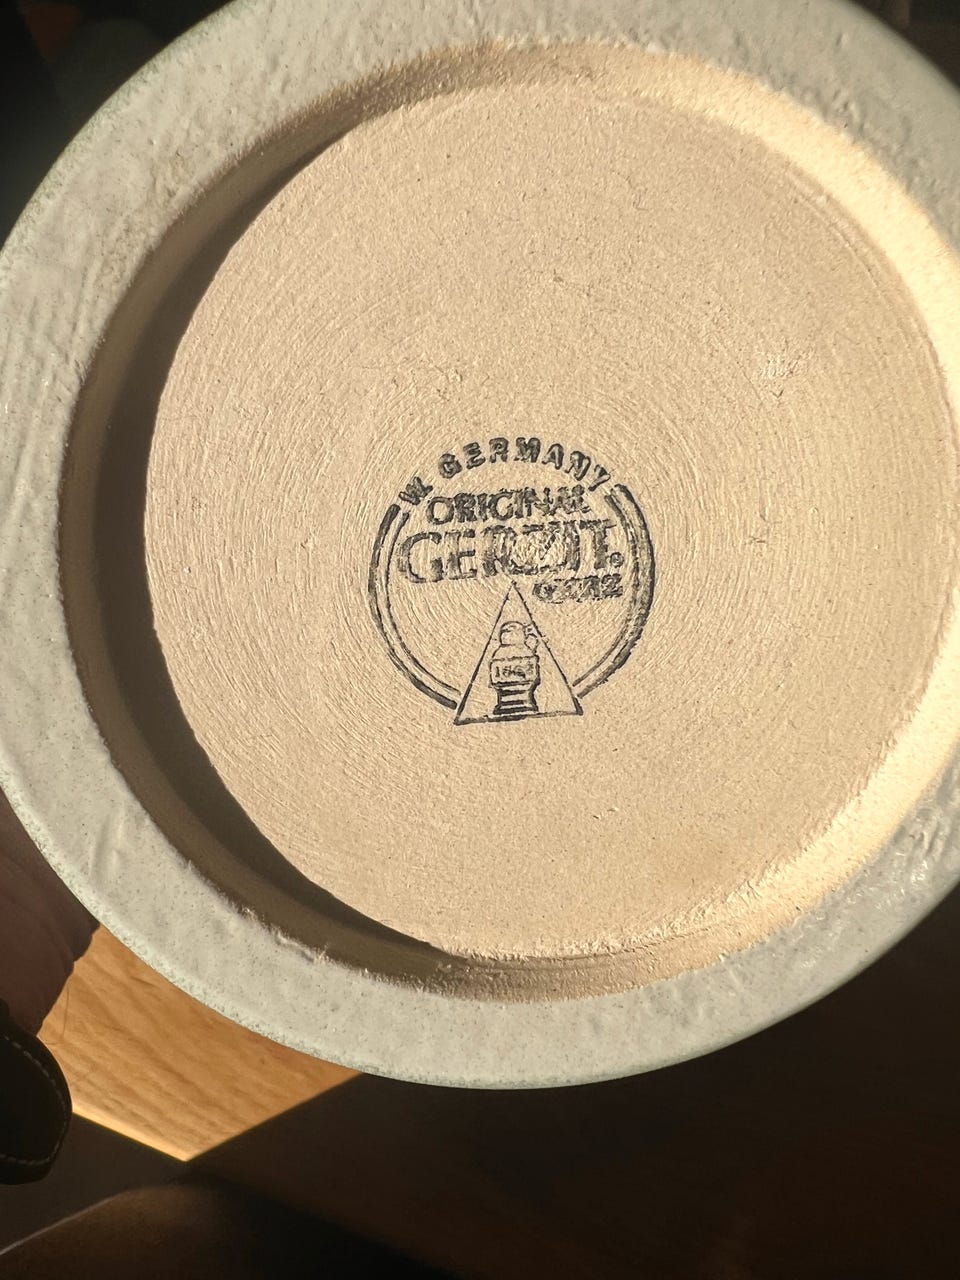 W. GERMANY
ORIGINAL
GERZIT.
GERZ